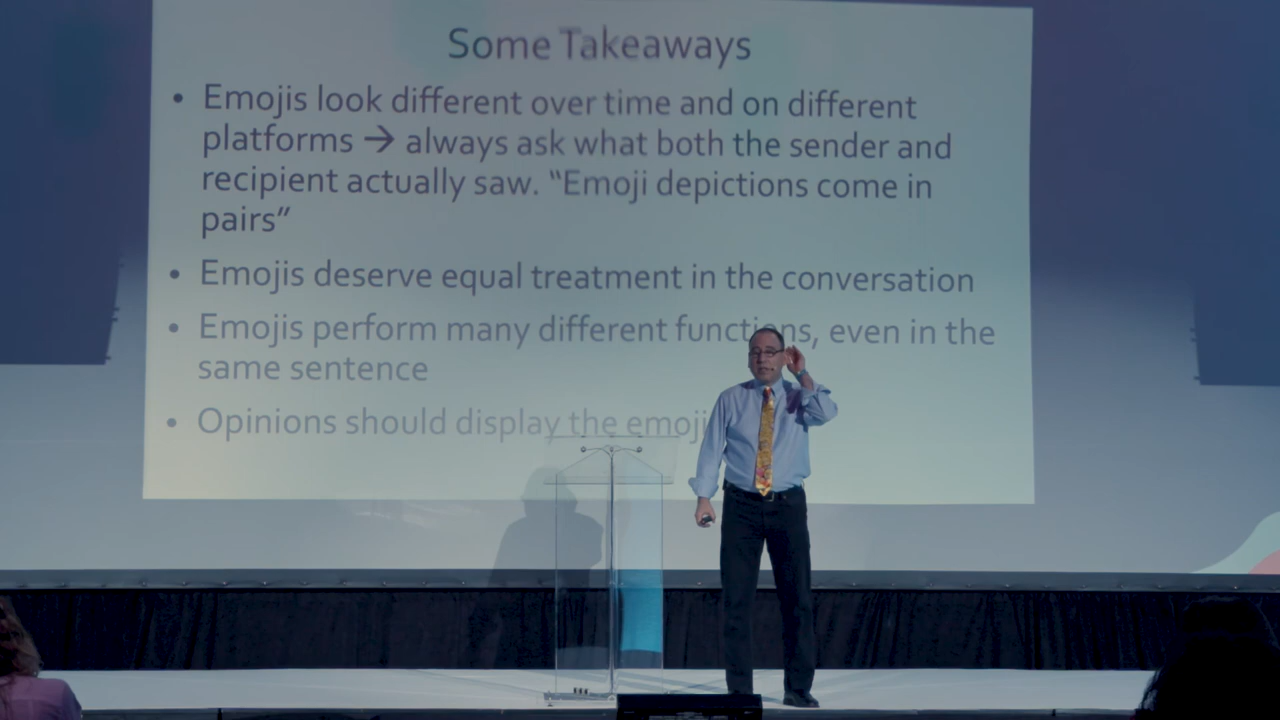 Some Takeaways
• Emojis look different over time and on different
platforms → always ask what both the sender and
recipient actually saw. “Emoji depictions come in
pairs”
• Emojis deserve equal treatment in the conversation
• Emojis perform many different functions, even in the
same sentence
• Opinions should display the